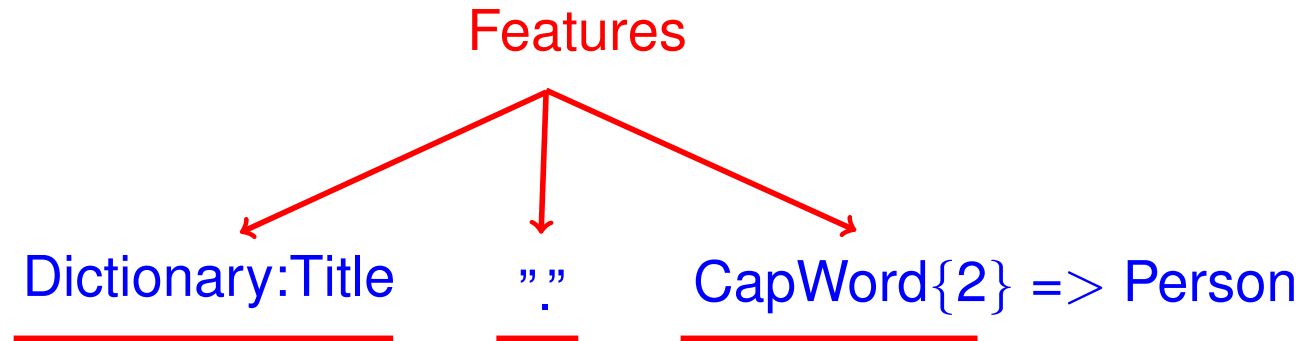 Features
Dictionary:Title ”.” CapWord{2} => Person